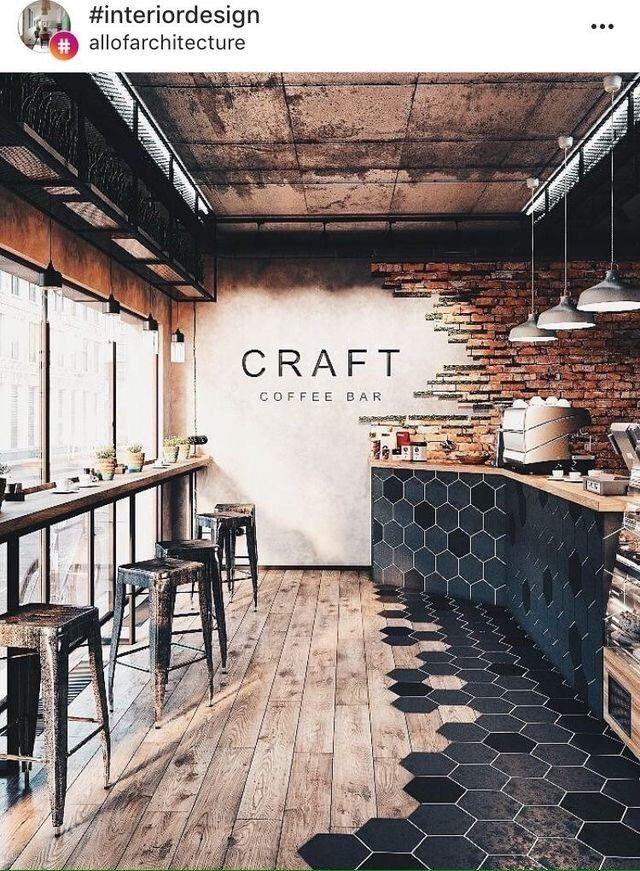 #interiordesign
allofarchitecture
CRAFT
COFFEE BAR